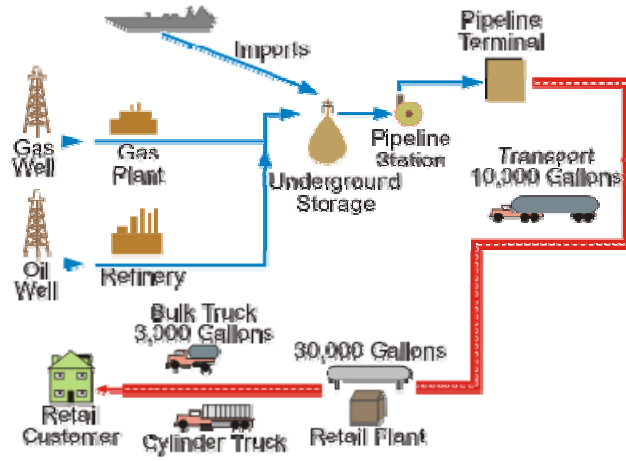 Imports
Pipeline
Terminal
Gas
Well
Gas
Plant
Pipeline
Station
Underground
Storage
Transport
10,000 Gallons
Oil
Well
Refinery
Bulk Truck
3,000 Gallons
30,000 Gallons
Retail
Customer
Cylinder Truck
Retail Plant